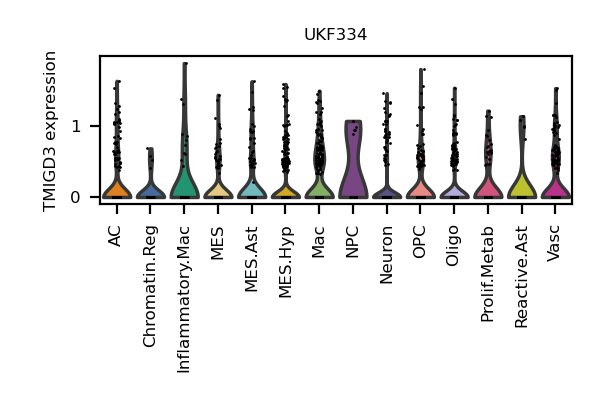 UKF334
TMIGD3 expression
1
0
AC
Chromatin.Reg
Inflammatory.Mac
MES
MES.Ast
MES.Hyp
Mac
NPC
Neuron
OPC
Oligo
Prolif.Metab
Reactive.Ast
Vasc